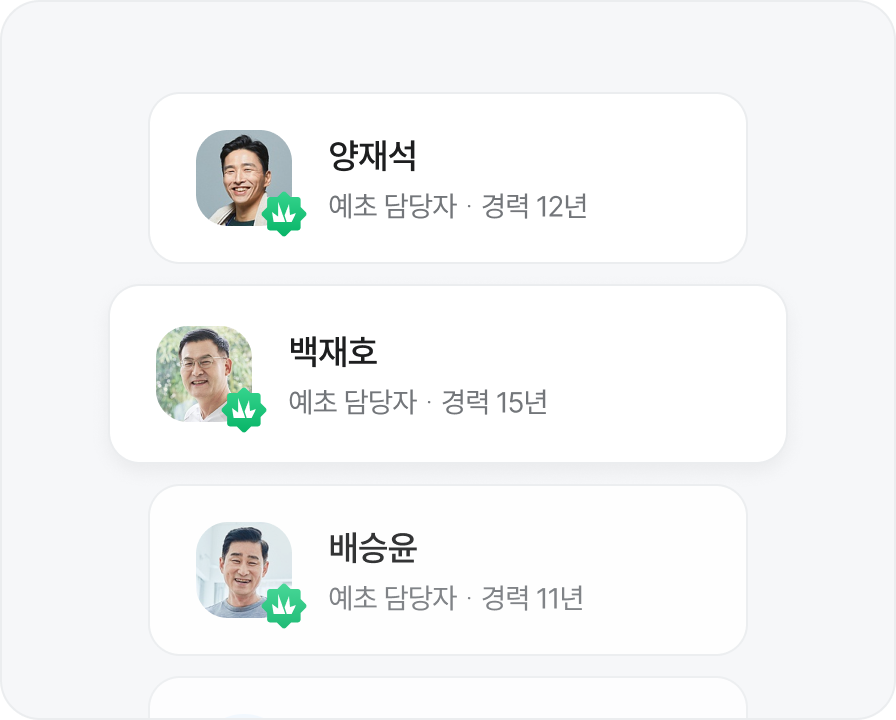 양재석
예초 담당자 · 경력 12년
백재호
예초 담당자 · 경력 15년
배승윤
예초 담당자 · 경력 11년